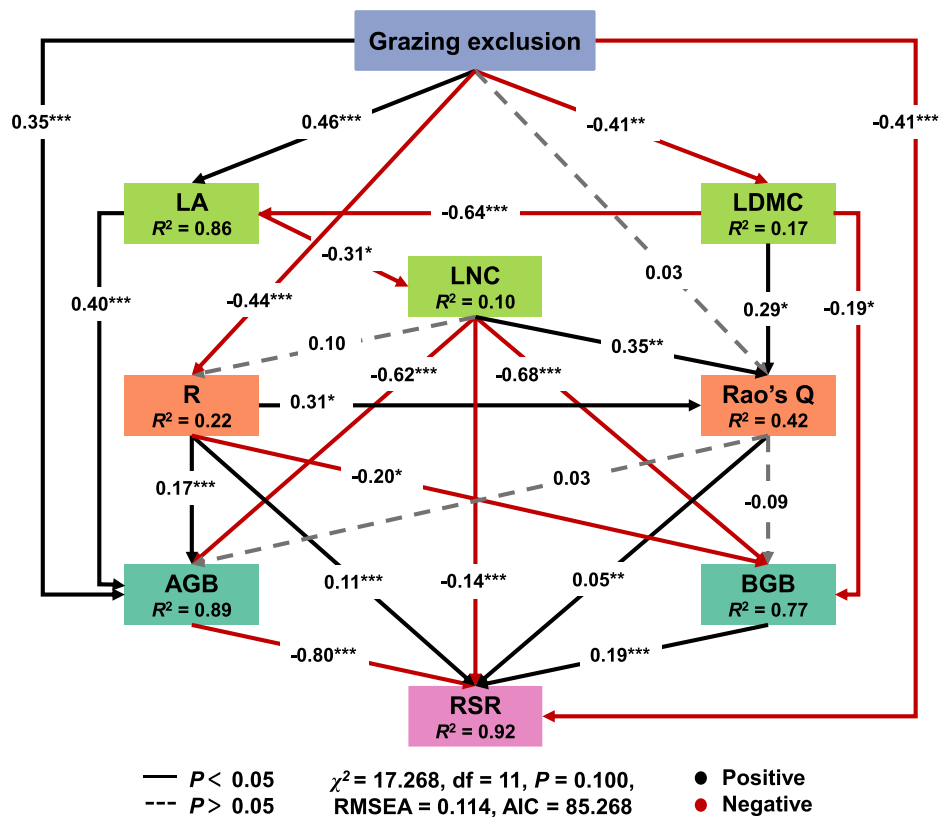 Grazing exclusion
0.35***
0.46***
-0.41**
-0.41***
LA
R² = 0.86
-0.64***
LDMC
R² = 0.17
-0.31*
LNC
R² = 0.10
0.03
0.40***
-0.44***
0.29*
-0.19*
0.10
0.35**
R
R² = 0.22
-0.62***
-0.68***
Rao's Q
R² = 0.42
0.31*
0.17***
-0.20*
0.03
-0.09
AGB
R² = 0.89
0.11***
-0.14***
0.05**
BGB
R² = 0.77
-0.80***
0.19***
RSR
R² = 0.92
P < 0.05
P > 0.05
χ² = 17.268, df = 11, P = 0.100,
RMSEA = 0.114, AIC = 85.268
Positive
Negative